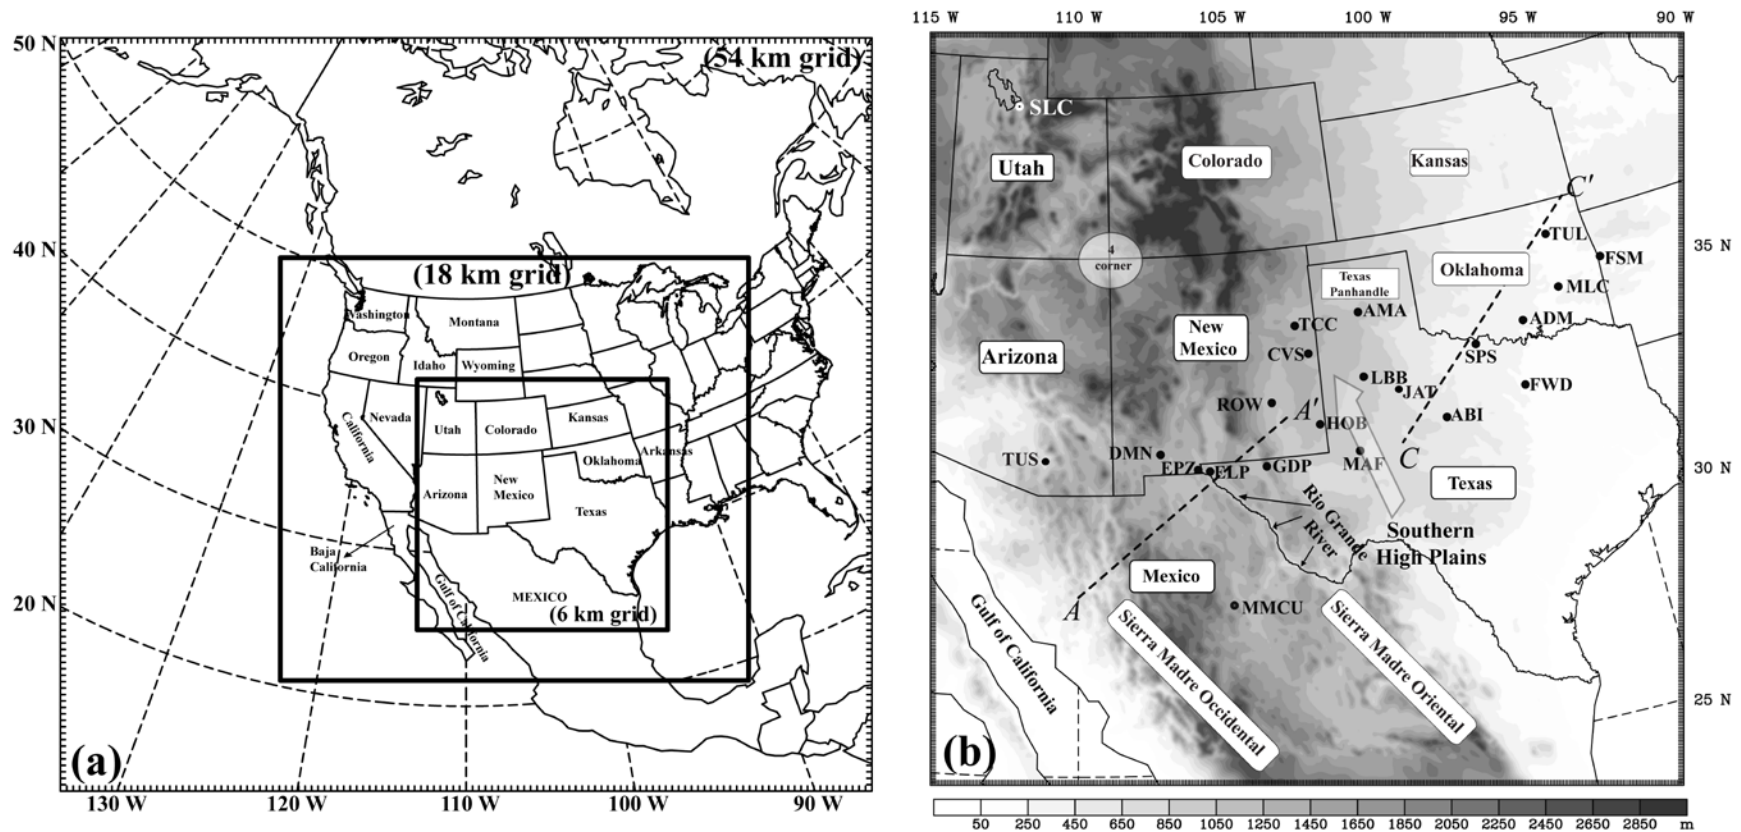 50 N
(54 km grid)
40 N
(18 km grid)
Washington
Montana
Oregon
Idaho
Wyoming
30 N
California
Nevada
Utah
Colorado
Kansas
Oklahoma
Arkansas
Arizona
New
Mexico
Texas
Baja
California
20 N
Gulf of California
MEXICO
(6 km grid)
(a)
130 W
120 W
110 W
100 W
90 W
115 W
110 W
105 W
100 W
95 W
90 W
SLC
Utah
Colorado
Kansas
C'
TUL
35 N
FSM
4
corner
Oklahoma
Texas
Panhandle
MLC
AMA
ADM
TCC
New
Mexico
CVS
SPS
Arizona
LBB
JAT
FWD
ROW
A'
HOB
ABI
TUS
DMN
EPZ
ELP
GDP
MAF
C
30 N
Texas
Rio Grande
River
Southern
High Plains
Mexico
A
MMCU
Gulf of California
Sierra Madre Occidental
Sierra Madre Oriental
25 N
(b)
50
250
450
650
850
1050
1250
1450
1650
1850
2050
2250
2450
2650
2850
m